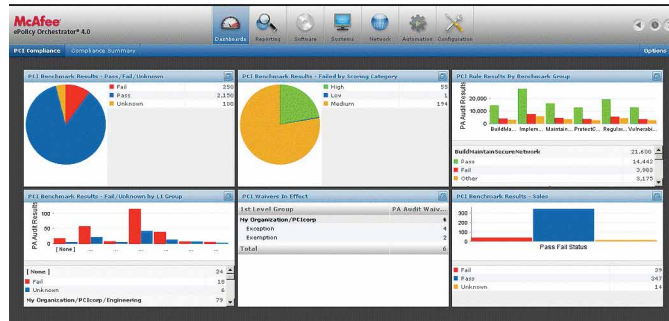 McAfee
ePolicy Orchestrator® 4.0
Dashboards Reporting Software Systems Network Automation Configuration
PCI Compliance Compliance Summary Options
PCI Benchmark Results - Pass/Fail/Unknown
Fail 250
Pass 2,150
Unknown 100
PCI Benchmark Results - Failed by Scoring Category
High 55
Low 1
Medium 194
PCI Rule Results By Benchmark Group
PA Audit Results
20,000
10,000
0
BuildMa... Implem... Maintain... ProtectC... Regular... Vulnerabi...
BuildMaintainSecureNetwork 21,600
Pass 14,442
Fail 3,983
Other 3,175
PCI Benchmark Results - Fail/Unknown by L1 Group
PA Audit Results
100
50
0
[ None ] ... ... ... ... ... ...
[ None ] 24
Fail 18
Unknown 6
My Organization/PCIcorp/Engineering 79
PCI Waivers In Effect
1st Level Group PA Audit Waiv...
My Organization/PCIcorp 6
Exception 4
Exemption 2
Total 6
PCI Benchmark Results - Sales
300
200
100
0
Pass Fail Status
Fail 39
Pass 347
Unknown 14